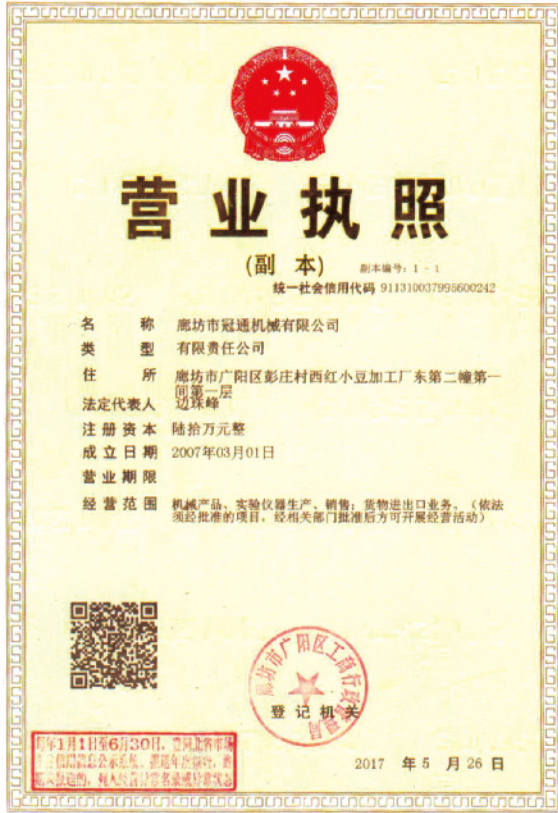 营业执照
(副 本)
副本编号：1 - 1
统一社会信用代码 911310037995600242
名 称 廊坊市冠通机械有限公司
类 型 有限责任公司
住 所 廊坊市广阳区彭庄村西红小豆加工厂东第二幢第一
间第一层
法定代表人 边珠峰
注册资本 陆拾万元整
成立日期 2007年03月01日
营业期限
经营范围 机械产品、实验仪器生产、销售；货物进出口业务。（依法
须经批准的项目，经相关部门批准后方可开展经营活动）
廊坊市广阳区工商行政管理局
登记机关
每年1月1日至6月30日，登河北省市场
2017 年 5 月 26 日